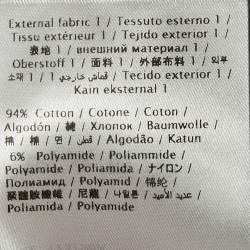 External fabric 1 / Tessuto esterno 1 /
Tissu extérieur 1 / Tejido exterior 1 /
表地 1 / внешний материал 1 /
Oberstoff 1 / 面料 1 / 外部布料 1 / 외부
소재 1 / قماش خارجي 1 / Tecido exterior 1 /
Kain eksternal 1
94% Cotton / Cotone / Coton /
Algodón / 綿 / Хлопок / Baumwolle /
棉 / 棉 / 면 / قطن / Algodão / Katun
6% Polyamide / Poliammide /
Polyamide / Poliamida / ナイロン /
Полиамид / Polyamid / 锦纶 /
聚醯胺纖維 / 尼龍 / 나일론 / عديد الأميد /
Poliamida / Polyamide